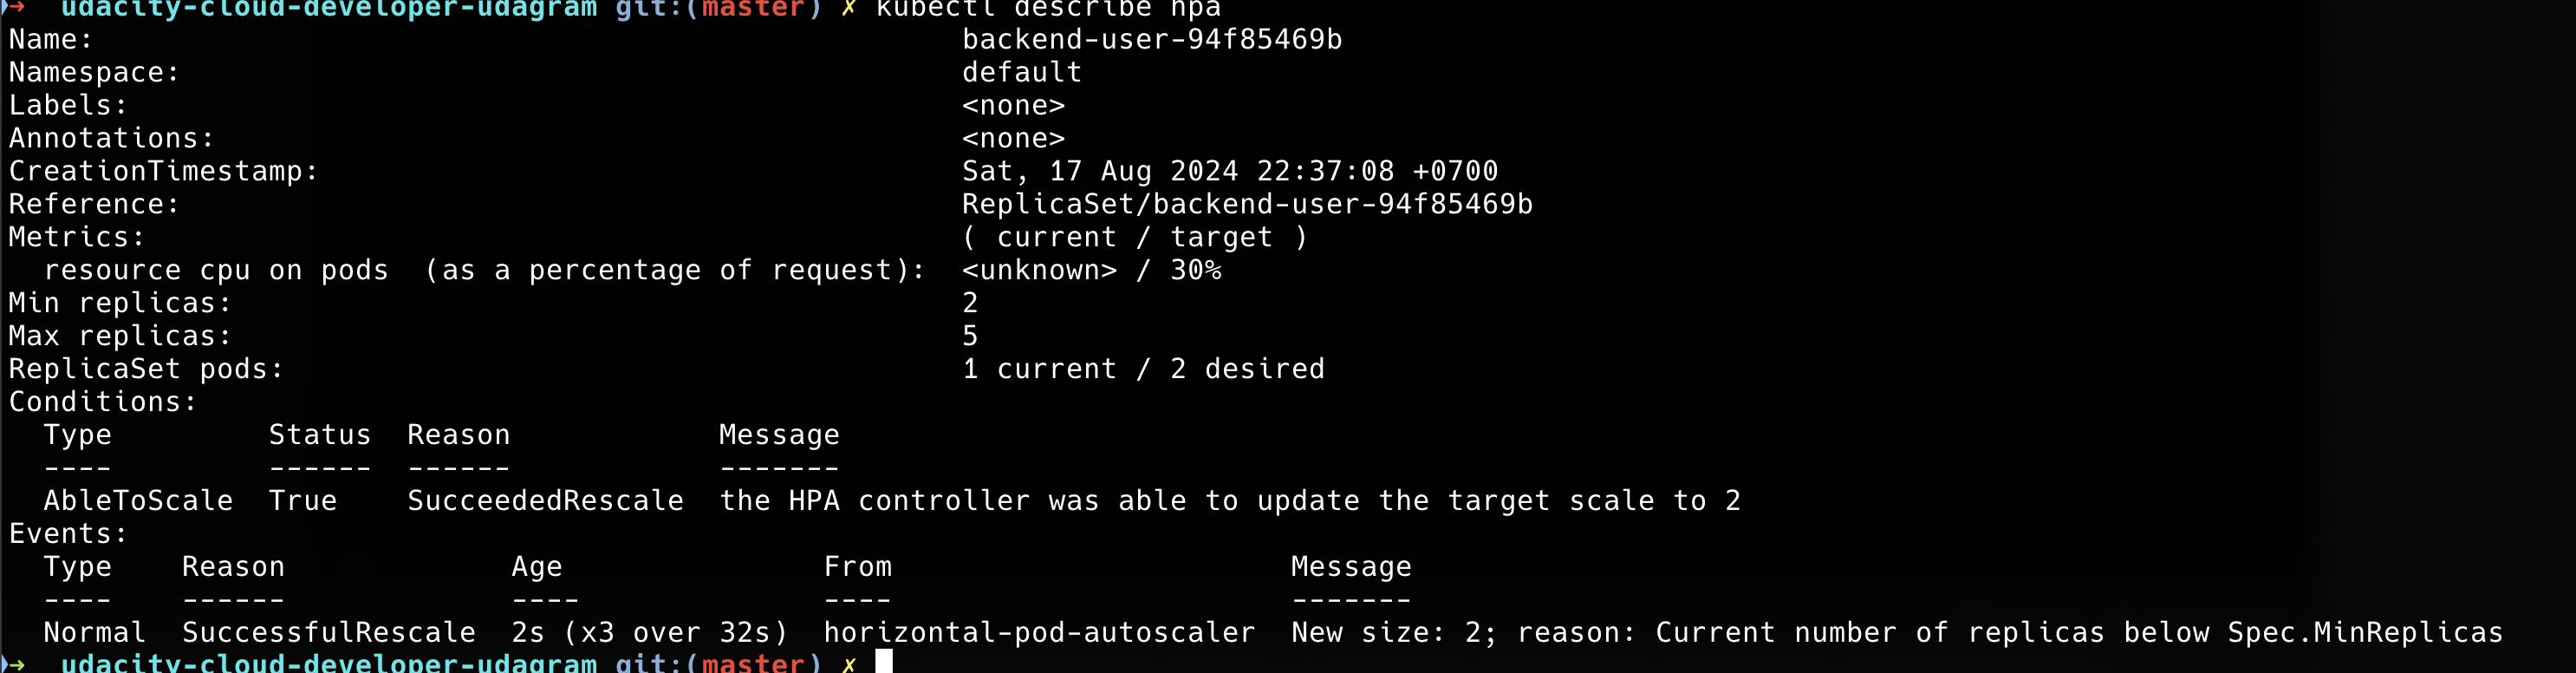 ➜ udacity-cloud-developer-udagram git:(master) ✗ kubectl describe hpa
Name: backend-user-94f85469b
Namespace: default
Labels: <none>
Annotations: <none>
CreationTimestamp: Sat, 17 Aug 2024 22:37:08 +0700
Reference: ReplicaSet/backend-user-94f85469b
Metrics: ( current / target )
resource cpu on pods (as a percentage of request): <unknown> / 30%
Min replicas: 2
Max replicas: 5
ReplicaSet pods: 1 current / 2 desired
Conditions:
Type Status Reason Message
---- ------ ------ -------
AbleToScale True SucceededRescale the HPA controller was able to update the target scale to 2
Events:
Type Reason Age From Message
---- ------ ---- ---- -------
Normal SuccessfulRescale 2s (x3 over 32s) horizontal-pod-autoscaler New size: 2; reason: Current number of replicas below Spec.MinReplicas
➜ udacity-cloud-developer-udagram git:(master) ✗